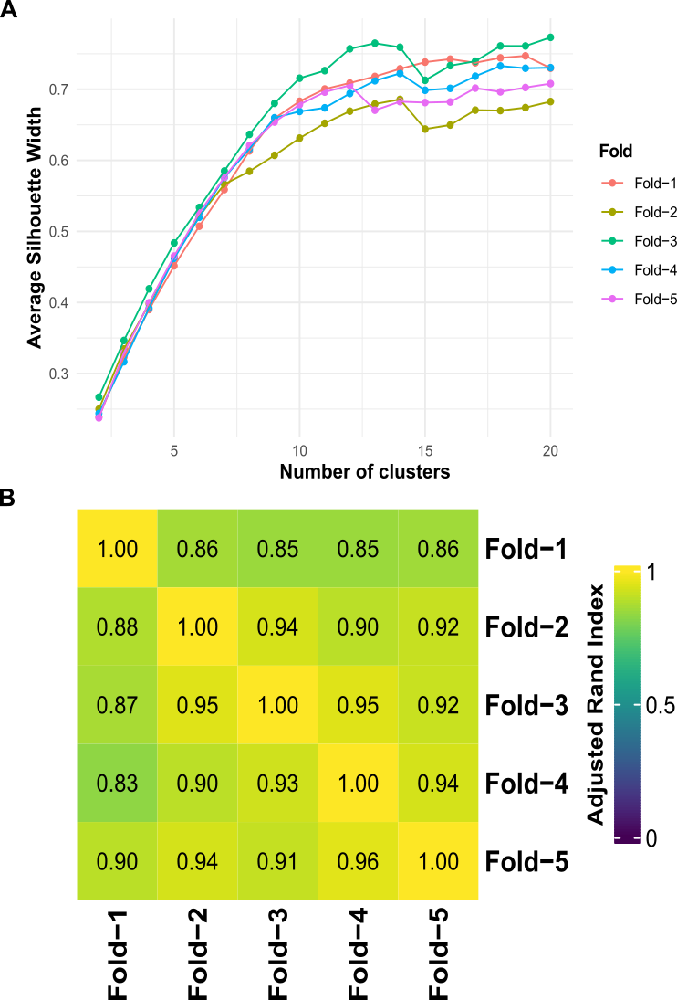 A
Average Silhouette Width
0.7
0.6
0.5
0.4
0.3
5
10
15
20
Number of clusters
Fold
Fold−1
Fold−2
Fold−3
Fold−4
Fold−5
B
1.00 0.86 0.85 0.85 0.86 Fold−1
0.88 1.00 0.94 0.90 0.92 Fold−2
0.87 0.95 1.00 0.95 0.92 Fold−3
0.83 0.90 0.93 1.00 0.94 Fold−4
0.90 0.94 0.91 0.96 1.00 Fold−5
Fold−1
Fold−2
Fold−3
Fold−4
Fold−5
Adjusted Rand Index
1
0.5
0